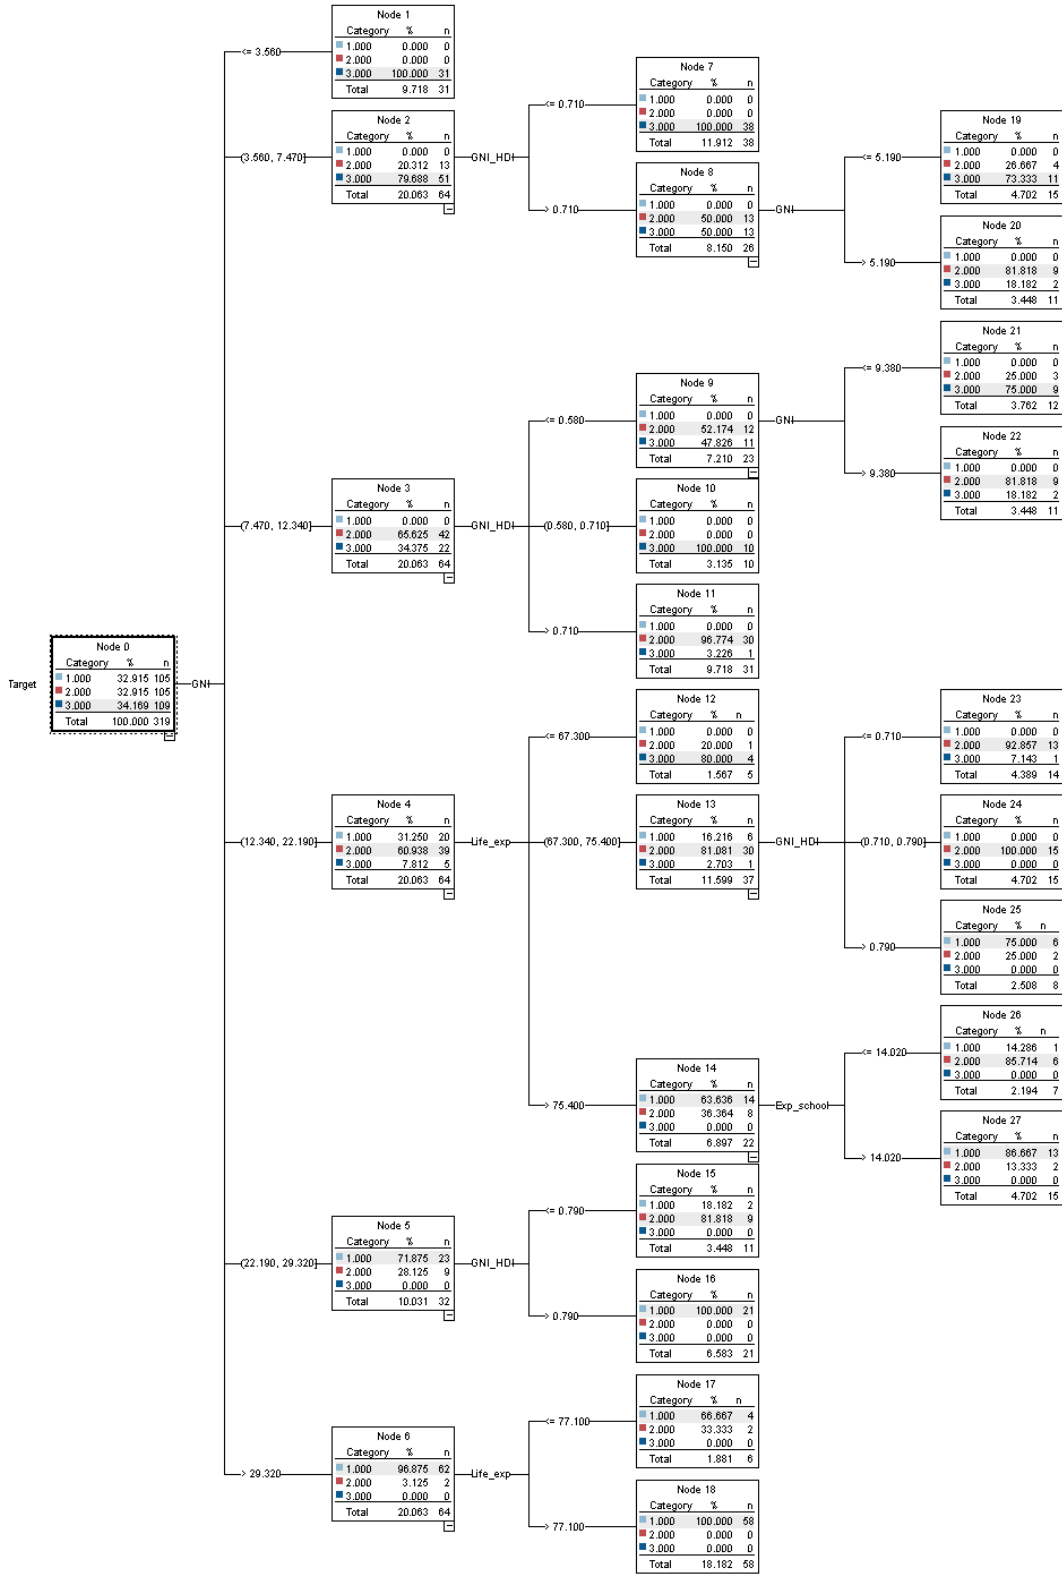 Node 1
Category % n
1.000 0.000 0
2.000 0.000 0
3.000 100.000 31
Total 9.718 31
<= 3.560
Node 2
Category % n
1.000 0.000 0
2.000 20.312 13
3.000 79.688 51
Total 20.063 64
(3.560, 7.470]
GNI_HDI
Node 7
Category % n
1.000 0.000 0
2.000 0.000 0
3.000 100.000 38
Total 11.912 38
<= 0.710
Node 8
Category % n
1.000 0.000 0
2.000 50.000 13
3.000 50.000 13
Total 8.150 26
> 0.710
GNI
Node 19
Category % n
1.000 0.000 0
2.000 26.667 4
3.000 73.333 11
Total 4.702 15
<= 5.190
Node 20
Category % n
1.000 0.000 0
2.000 81.818 9
3.000 18.182 2
Total 3.448 11
> 5.190
Node 21
Category % n
1.000 0.000 0
2.000 25.000 3
3.000 75.000 9
Total 3.762 12
<= 9.380
Node 9
Category % n
1.000 0.000 0
2.000 52.174 12
3.000 47.826 11
Total 7.210 23
<= 0.580
GNI
Node 22
Category % n
1.000 0.000 0
2.000 81.818 9
3.000 18.182 2
Total 3.448 11
> 9.380
Node 3
Category % n
1.000 0.000 0
2.000 65.625 42
3.000 34.375 22
Total 20.063 64
(7.470, 12.340]
GNI_HDI
Node 10
Category % n
1.000 0.000 0
2.000 0.000 0
3.000 100.000 10
Total 3.135 10
(0.580, 0.710]
Node 11
Category % n
1.000 0.000 0
2.000 96.774 30
3.000 3.226 1
Total 9.718 31
> 0.710
Target
Node 0
Category % n
1.000 32.915 105
2.000 32.915 105
3.000 34.169 109
Total 100.000 319
GNI
Node 12
Category % n
1.000 0.000 0
2.000 20.000 1
3.000 80.000 4
Total 1.567 5
<= 67.300
Node 23
Category % n
1.000 0.000 0
2.000 92.857 13
3.000 7.143 1
Total 4.389 14
<= 0.710
Node 4
Category % n
1.000 31.250 20
2.000 60.938 39
3.000 7.812 5
Total 20.063 64
(12.340, 22.190]
Life_exp
Node 13
Category % n
1.000 16.216 6
2.000 81.081 30
3.000 2.703 1
Total 11.599 37
(67.300, 75.400]
GNI_HDI
Node 24
Category % n
1.000 0.000 0
2.000 100.000 15
3.000 0.000 0
Total 4.702 15
(0.710, 0.790]
Node 25
Category % n
1.000 75.000 6
2.000 25.000 2
3.000 0.000 0
Total 2.508 8
> 0.790
Node 26
Category % n
1.000 14.286 1
2.000 85.714 6
3.000 0.000 0
Total 2.194 7
<= 14.020
Node 14
Category % n
1.000 63.636 14
2.000 36.364 8
3.000 0.000 0
Total 6.897 22
> 75.400
Exp_school
Node 27
Category % n
1.000 86.667 13
2.000 13.333 2
3.000 0.000 0
Total 4.702 15
> 14.020
Node 15
Category % n
1.000 18.182 2
2.000 81.818 9
3.000 0.000 0
Total 3.448 11
<= 0.790
Node 5
Category % n
1.000 71.875 23
2.000 28.125 9
3.000 0.000 0
Total 10.031 32
(22.190, 29.320]
GNI_HDI
Node 16
Category % n
1.000 100.000 21
2.000 0.000 0
3.000 0.000 0
Total 6.583 21
> 0.790
Node 17
Category % n
1.000 66.667 4
2.000 33.333 2
3.000 0.000 0
Total 1.881 6
<= 77.100
Node 6
Category % n
1.000 96.875 62
2.000 3.125 2
3.000 0.000 0
Total 20.063 64
> 29.320
Life_exp
Node 18
Category % n
1.000 100.000 58
2.000 0.000 0
3.000 0.000 0
Total 18.182 58
> 77.100